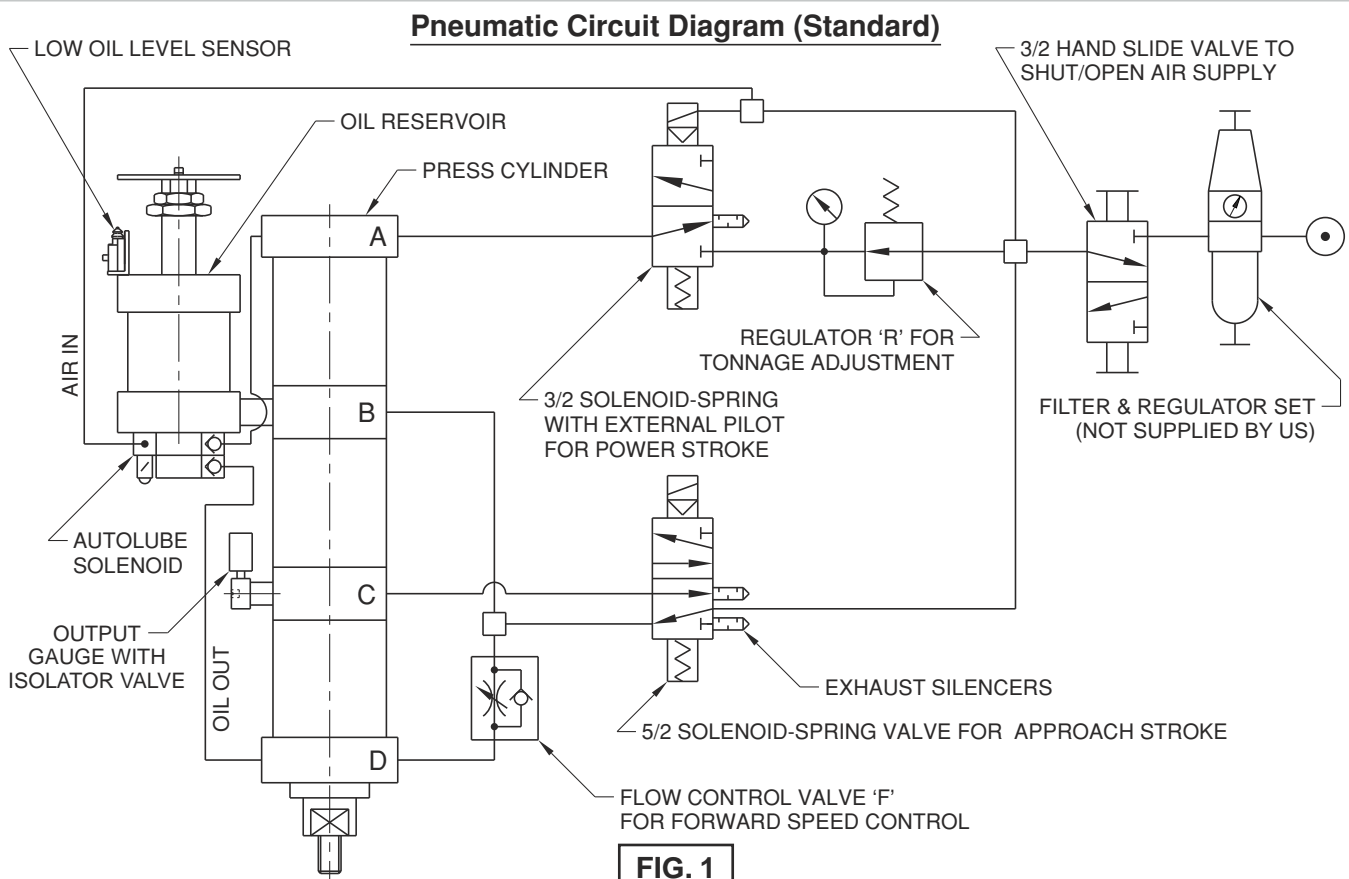 Pneumatic Circuit Diagram (Standard)
LOW OIL LEVEL SENSOR
3/2 HAND SLIDE VALVE TO
SHUT/OPEN AIR SUPPLY
OIL RESERVOIR
PRESS CYLINDER
A
AIR IN
REGULATOR ‘R’ FOR
TONNAGE ADJUSTMENT
3/2 SOLENOID-SPRING
WITH EXTERNAL PILOT
FOR POWER STROKE
B
FILTER & REGULATOR SET
(NOT SUPPLIED BY US)
AUTOLUBE
SOLENOID
C
OUTPUT
GAUGE WITH
ISOLATOR VALVE
OIL OUT
EXHAUST SILENCERS
5/2 SOLENOID-SPRING VALVE FOR APPROACH STROKE
D
FLOW CONTROL VALVE ‘F’
FOR FORWARD SPEED CONTROL
FIG. 1